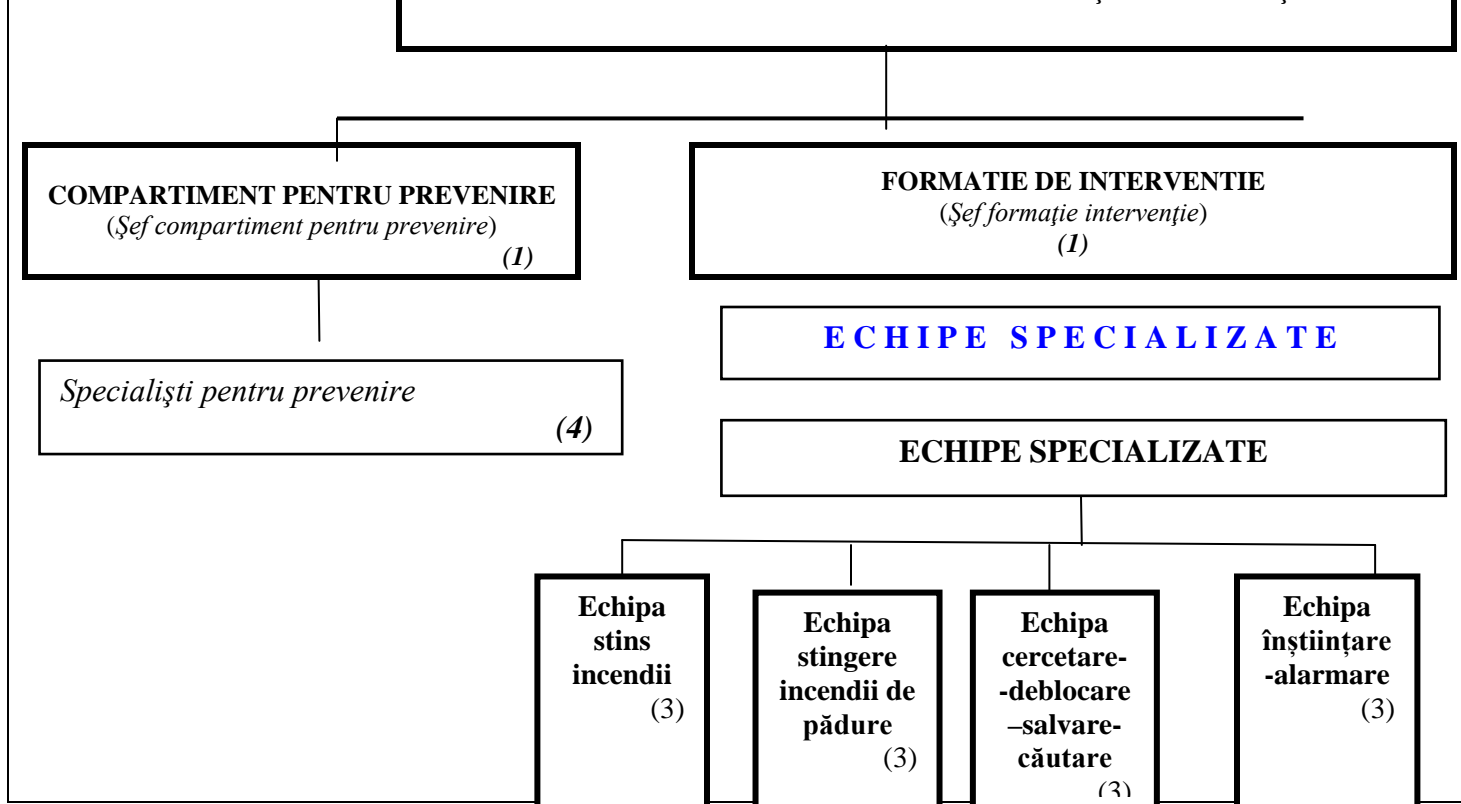 COMPARTIMENT PENTRU PREVENIRE
(Şef compartiment pentru prevenire)
(1)
FORMATIE DE INTERVENTIE
(Şef formaţie intervenţie)
(1)
Specialişti pentru prevenire
(4)
E C H I P E   S P E C I A L I Z A T E
ECHIPE SPECIALIZATE
Echipa
stins
incendii
(3)
Echipa
stingere
incendii de
pădure
(3)
Echipa
cercetare-
-deblocare
–salvare-
căutare
(3)
Echipa
înștiințare
-alarmare
(3)